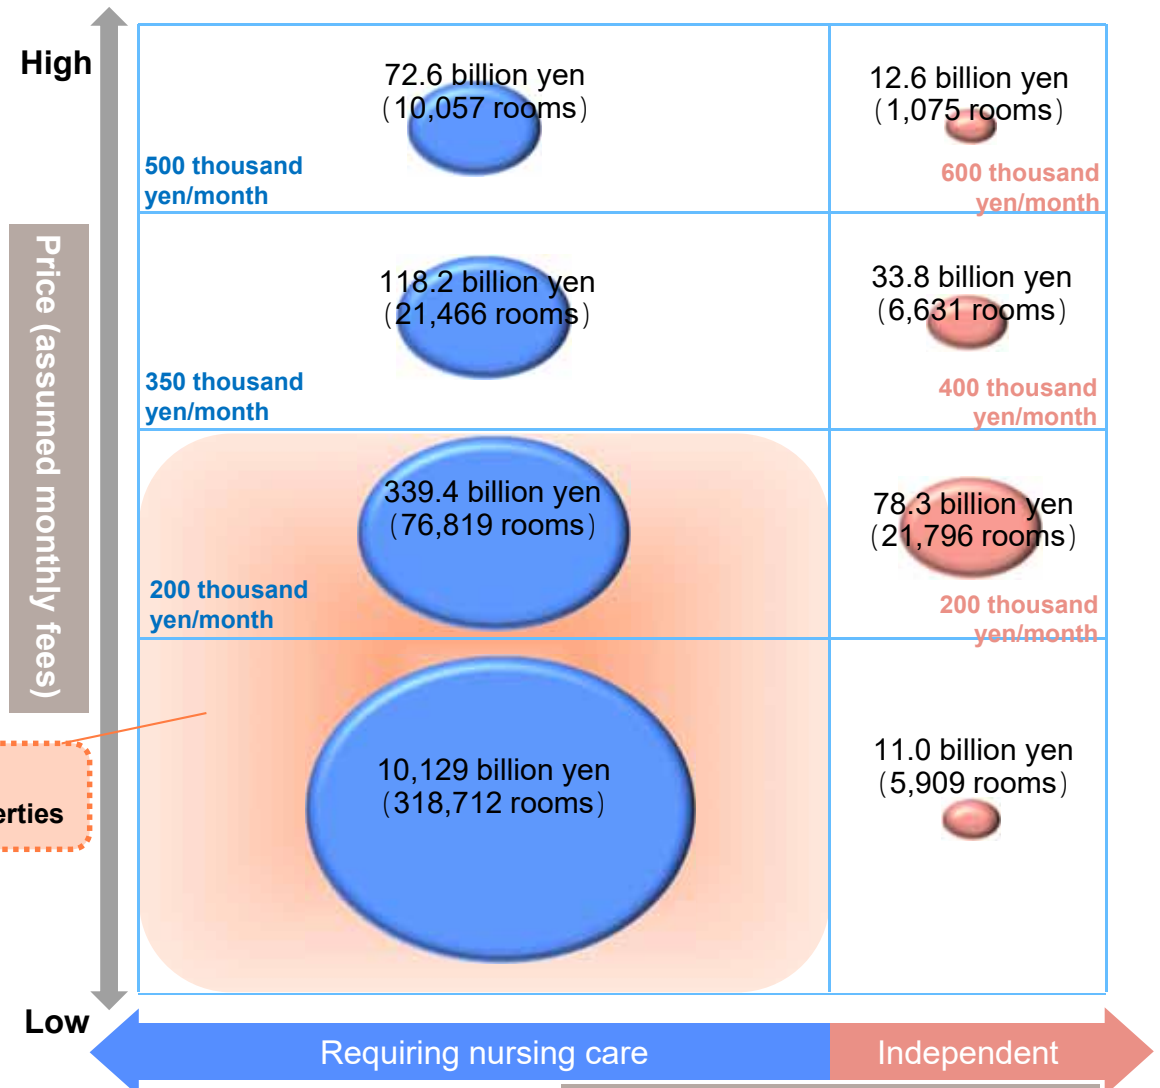 High
72.6 billion yen
(10,057 rooms)
12.6 billion yen
(1,075 rooms)
500 thousand
yen/month
600 thousand
yen/month
Price (assumed monthly fees)
118.2 billion yen
(21,466 rooms)
33.8 billion yen
(6,631 rooms)
350 thousand
yen/month
400 thousand
yen/month
339.4 billion yen
(76,819 rooms)
78.3 billion yen
(21,796 rooms)
200 thousand
yen/month
200 thousand
yen/month
10,129 billion yen
(318,712 rooms)
11.0 billion yen
(5,909 rooms)
Low
Requiring nursing care
Independent